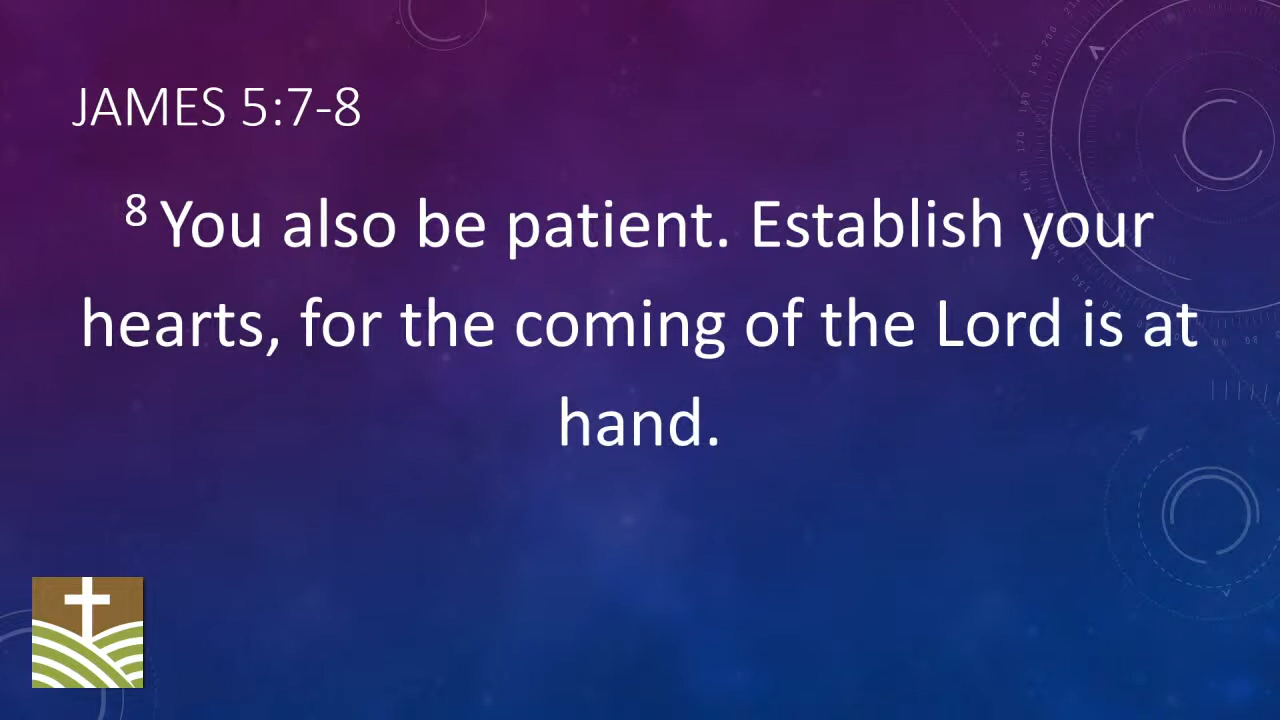 JAMES 5:7-8
8 You also be patient. Establish your
hearts, for the coming of the Lord is at
hand.